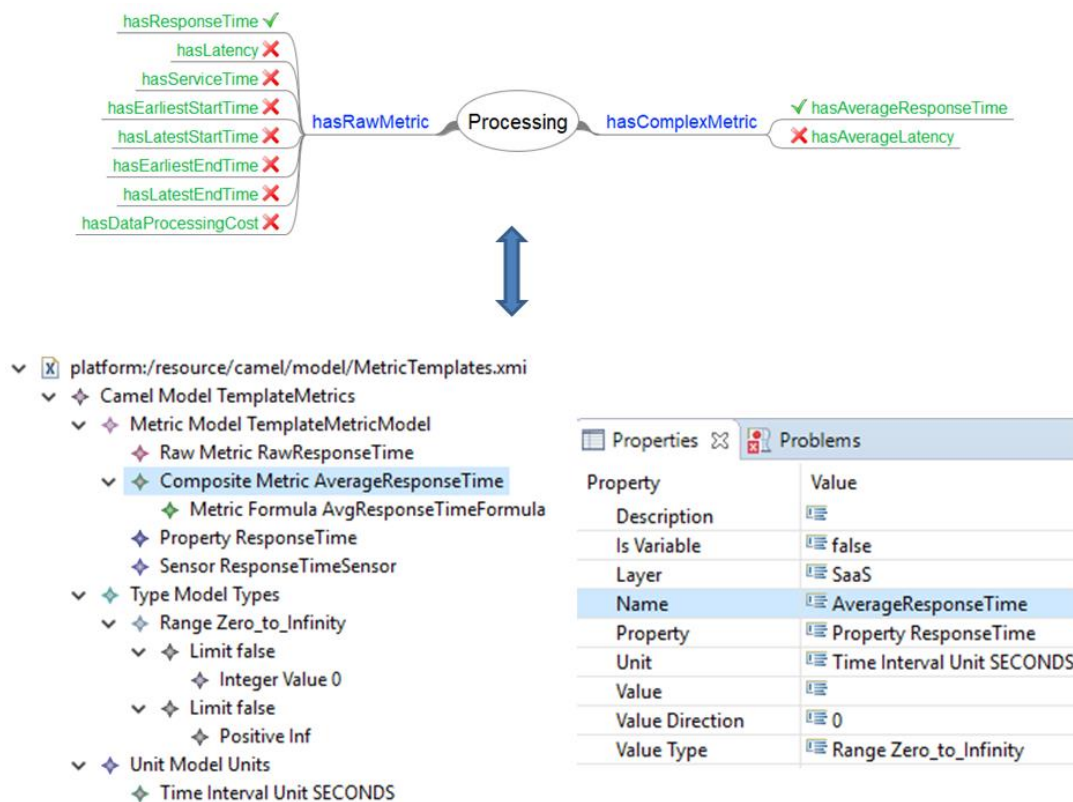 hasResponseTime
hasLatency
hasServiceTime
hasEarliestStartTime
hasLatestStartTime
hasEarliestEndTime
hasLatestEndTime
hasDataProcessingCost
hasRawMetric
Processing
hasComplexMetric
hasAverageResponseTime
hasAverageLatency
platform:/resource/camel/model/MetricTemplates.xmi
Camel Model TemplateMetrics
Metric Model TemplateMetricModel
Raw Metric RawResponseTime
Composite Metric AverageResponseTime
Metric Formula AvgResponseTimeFormula
Property ResponseTime
Sensor ResponseTimeSensor
Type Model Types
Range Zero_to_Infinity
Limit false
Integer Value 0
Limit false
Positive Inf
Unit Model Units
Time Interval Unit SECONDS
Properties Problems
Property Value
Description
Is Variable false
Layer SaaS
Name AverageResponseTime
Property Property ResponseTime
Unit Time Interval Unit SECONDS
Value
Value Direction 0
Value Type Range Zero_to_Infinity